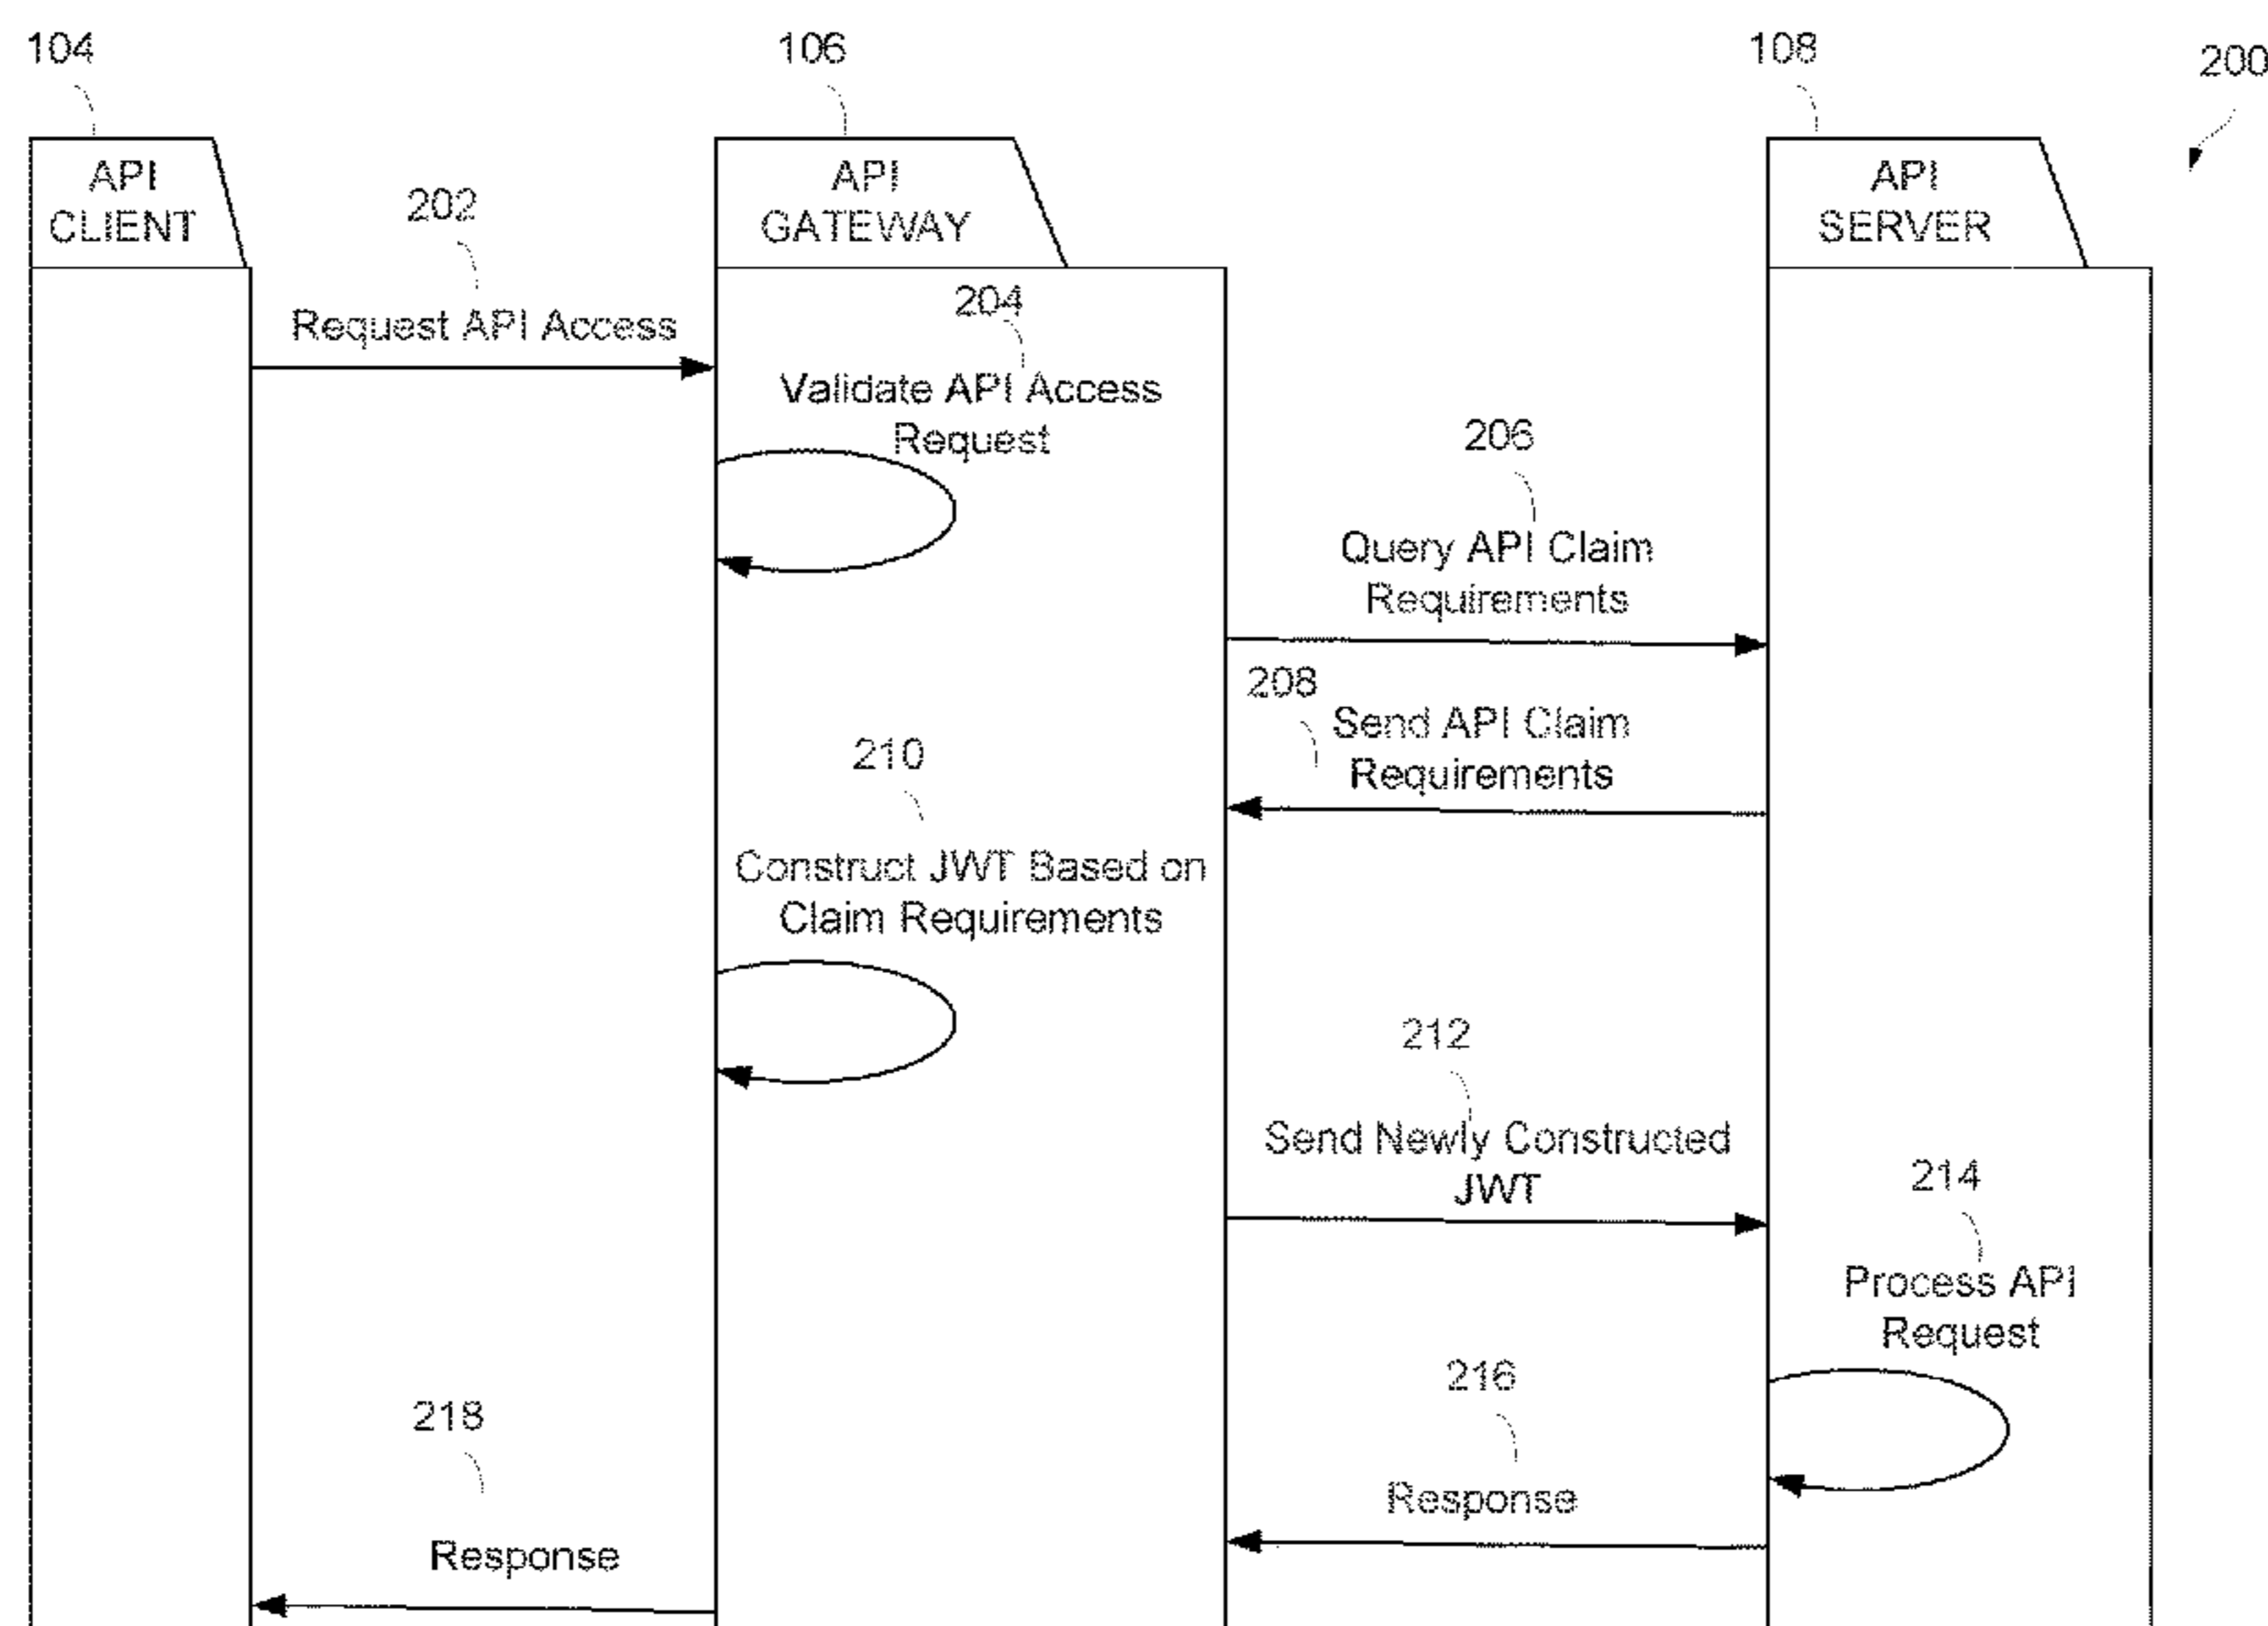 104
106
108
200
API
CLIENT
API
GATEWAY
API
SERVER
202
Request API Access
204
Validate API Access
Request
206
Query API Claim
Requirements
208
Send API Claim
Requirements
210
Construct JWT Based on
Claim Requirements
212
Send Newly Constructed
JWT
214
Process API
Request
216
Response
218
Response